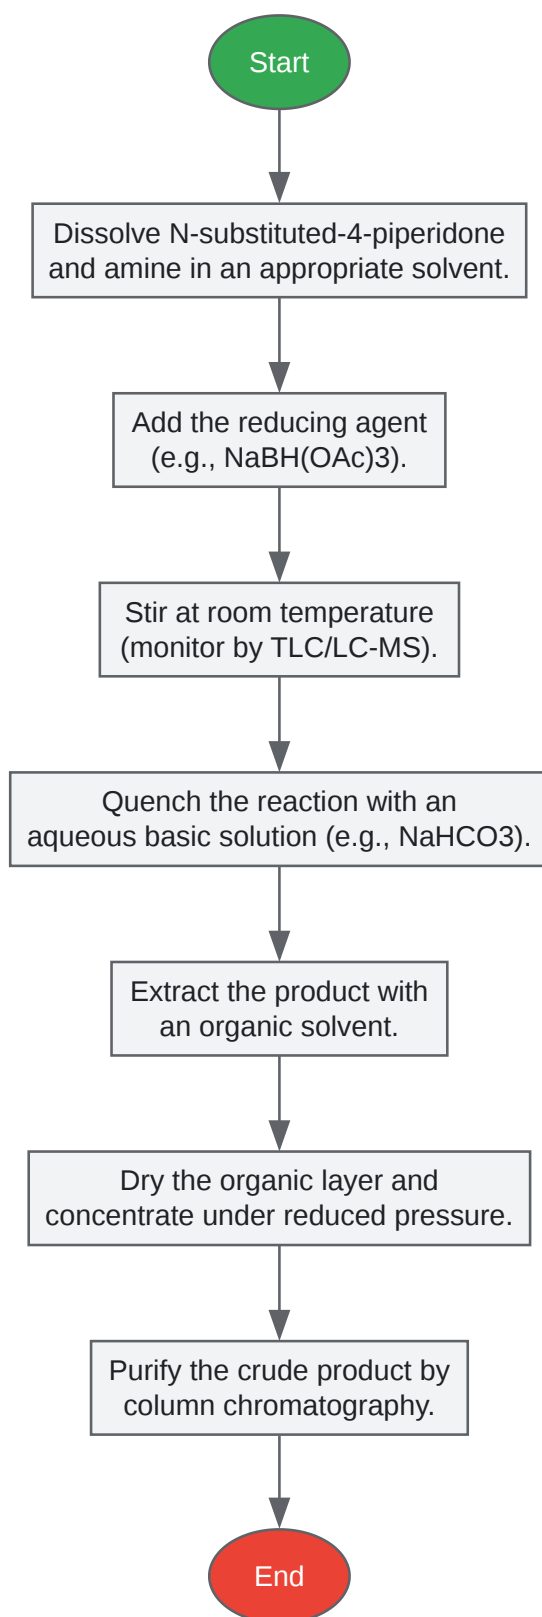 Start
Dissolve N-substituted-4-piperidone
and amine in an appropriate solvent.
Add the reducing agent
(e.g., NaBH(OAc)3).
Stir at room temperature
(monitor by TLC/LC-MS).
Quench the reaction with an
aqueous basic solution (e.g., NaHCO3).
Extract the product with
an organic solvent.
Dry the organic layer and
concentrate under reduced pressure.
Purify the crude product by
column chromatography.
End